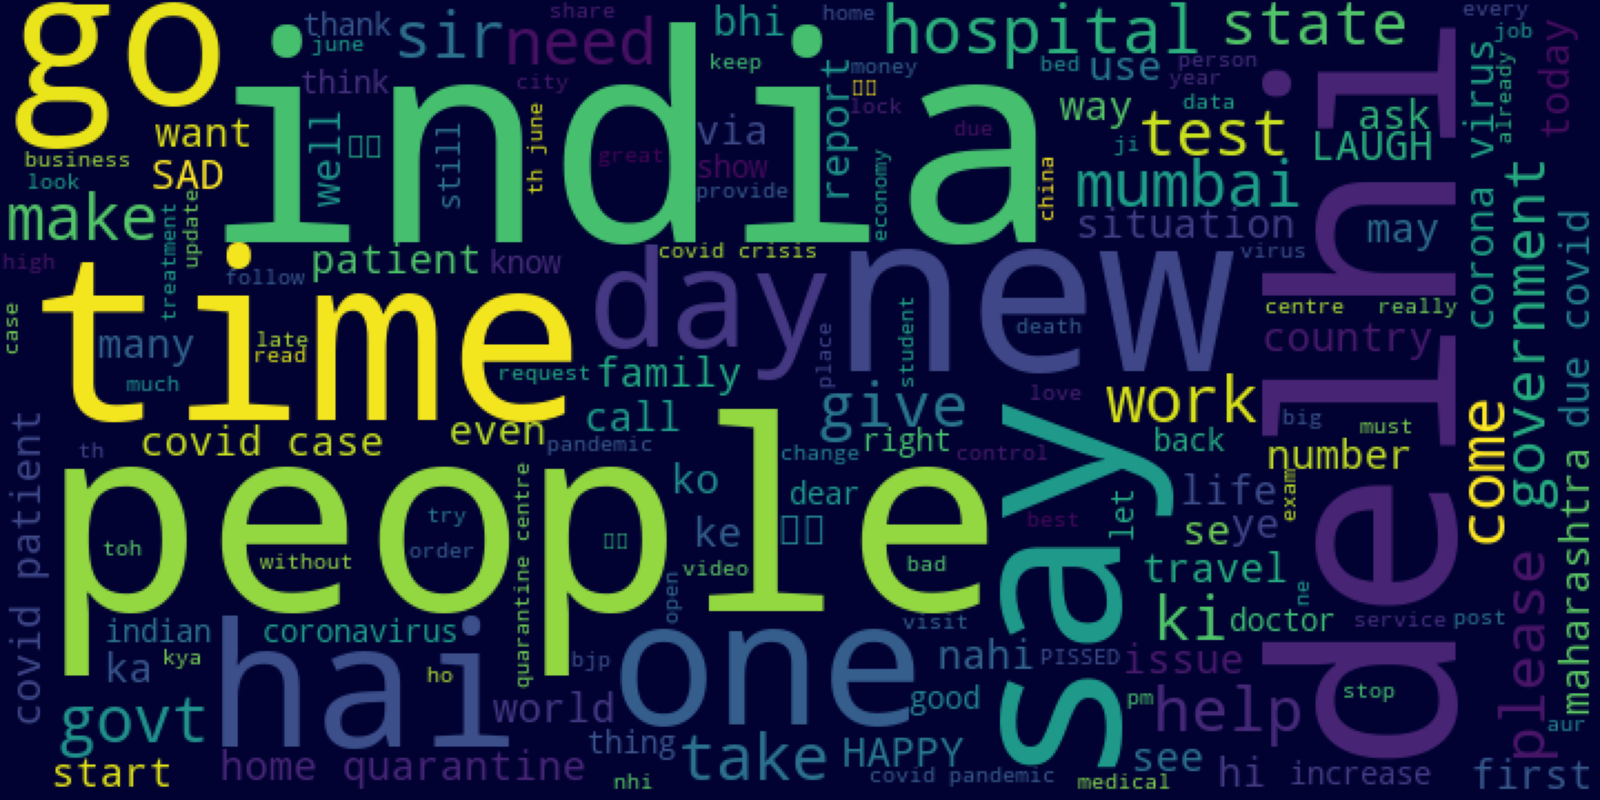 go
thank
june
sir
need
share
bhi
home
hospital
state
every
job
think
city
keep
money
lock
bed
use
person
year
already
today
india
want
SAD
business
look
well
still
th june
great
via
show
provide
report
due
economy
china
way
data
ji
test
ask
LAUGH
corona virus
make
treatment
update
mumbai
situation
may
delhi
government
due covid
high
follow
patient
know
covid crisis
virus
time
day
new
case
many
late
read
much
request
family
place
student
death
centre
really
country
love
work
big
must
call
give
right
change
control
back
number
come
covid case
even
pandemic
th
covid patient
people
toh
try
without
order
quarantine centre
ko
ke
dear
video
bad
best
let
say
life
se
ye
exam
travel
ne
maharashtra
please
ki
doctor
service
post
indian
ka
kya
coronavirus
hai
ho
bjp
open
one
visit
nahi
PISSED
issue
stop
govt
world
good
pm
help
aur
thing
take
HAPPY
see
start
home quarantine
nhi
covid pandemic
medical
hi
increase
first